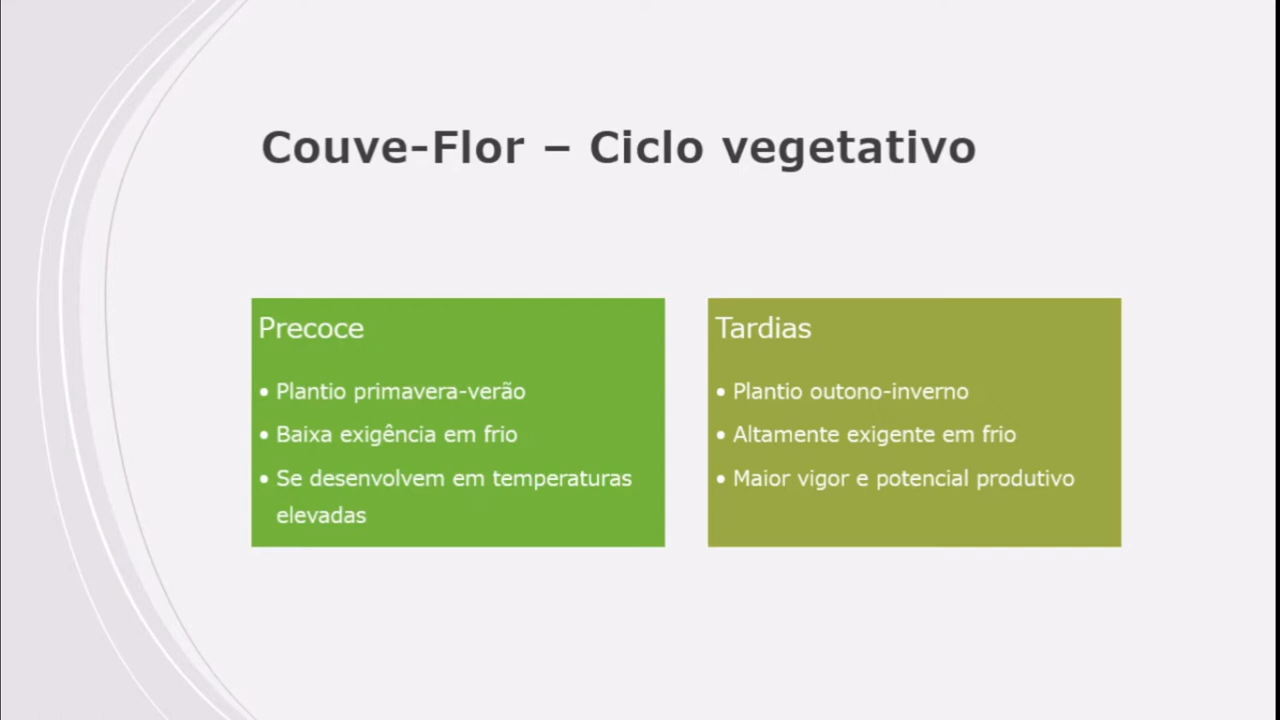 Couve-Flor – Ciclo vegetativo
Precoce
• Plantio primavera-verão
• Baixa exigência em frio
• Se desenvolvem em temperaturas
elevadas
Tardias
• Plantio outono-inverno
• Altamente exigente em frio
• Maior vigor e potencial produtivo